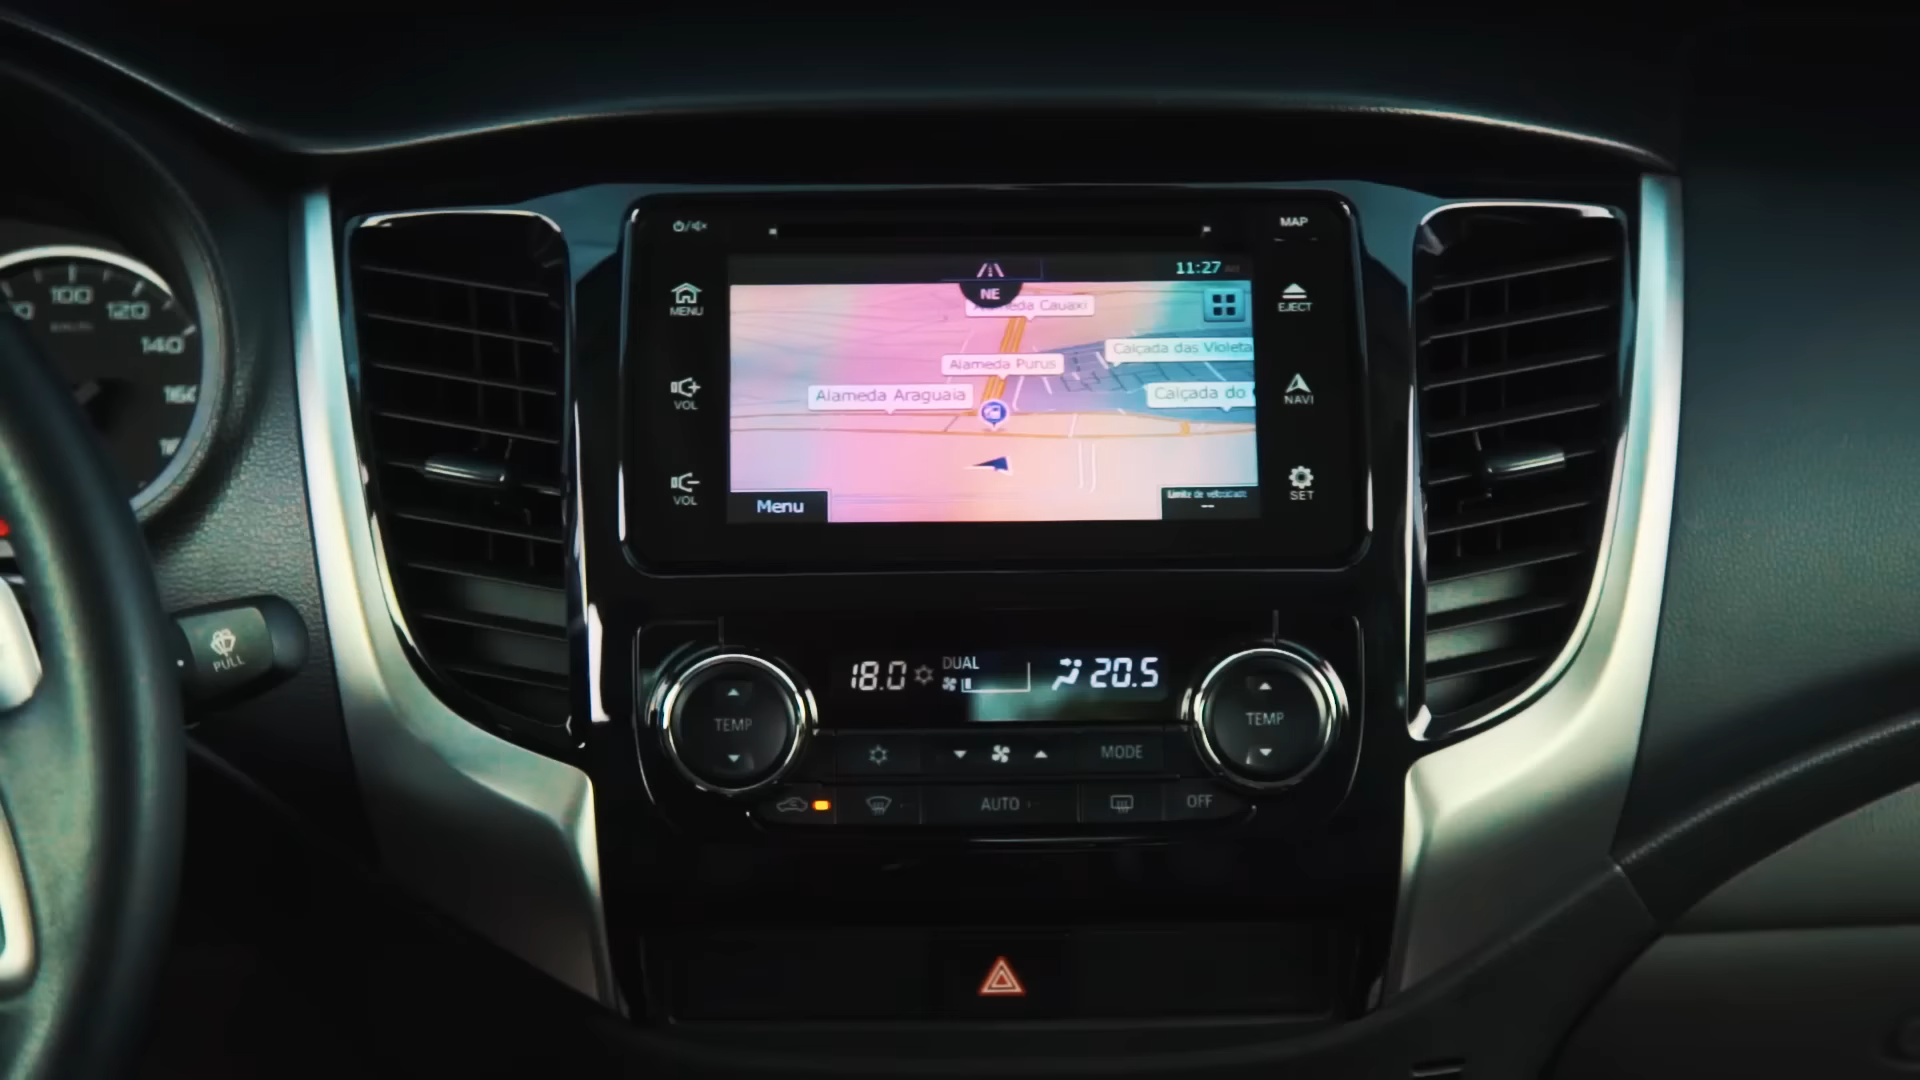 MAP
11:27
NE
MENU
EJECT
Alameda Purus
Calçada das Violeta
Alameda Araguaia
Calçada do
VOL
NAVI
VOL
SET
Menu
Limite de velocidade
--
100
120
140
160
PULL
18.0
DUAL
20.5
TEMP
TEMP
MODE
AUTO
OFF